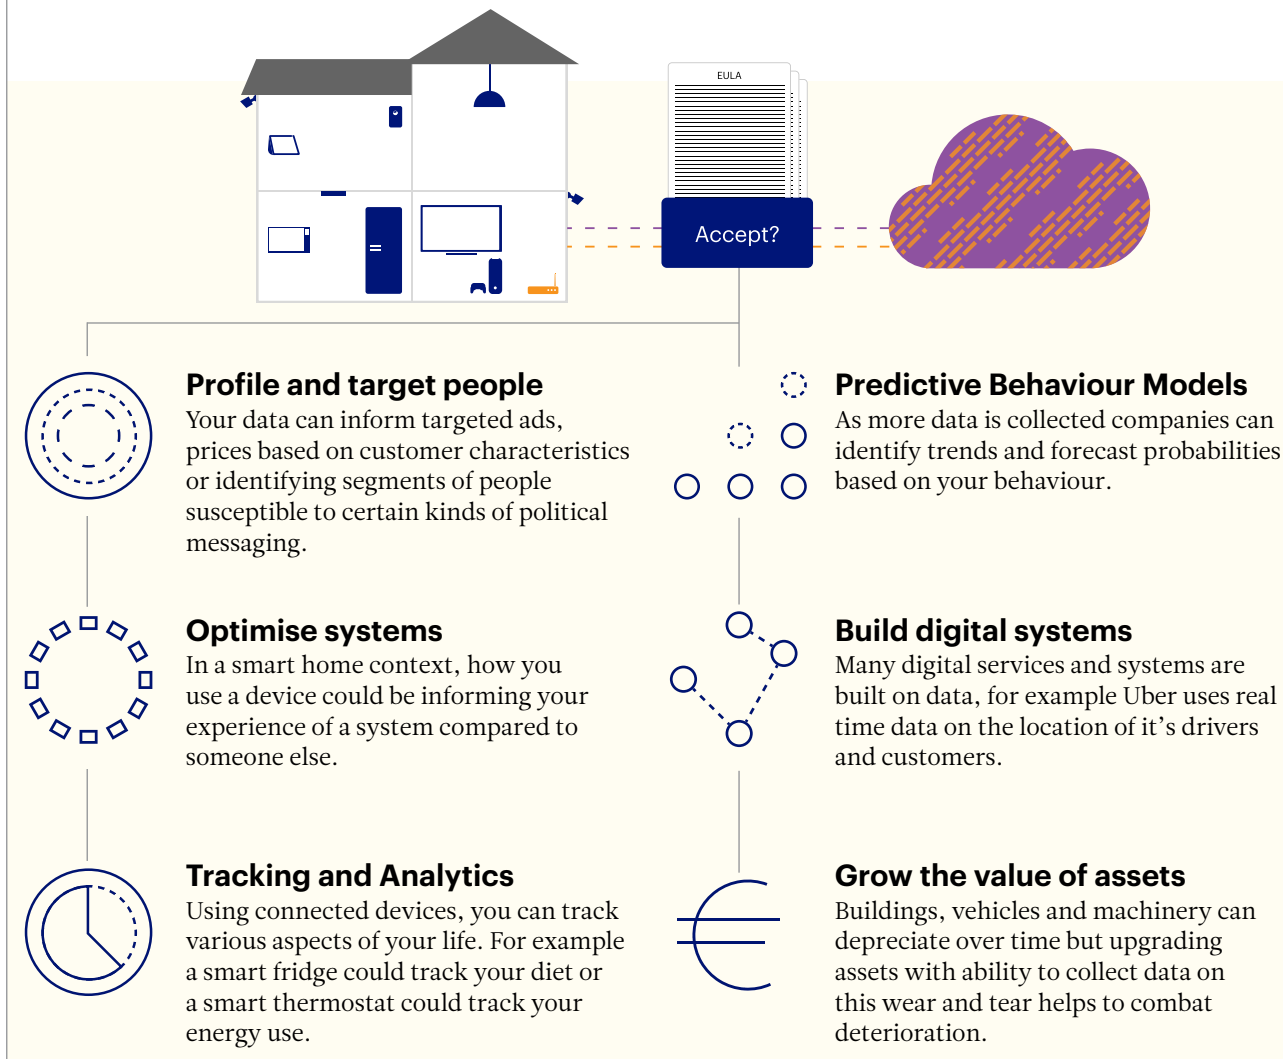 EULA
Accept?
Profile and target people
Your data can inform targeted ads,
prices based on customer characteristics
or identifying segments of people
susceptible to certain kinds of political
messaging.
Predictive Behaviour Models
As more data is collected companies can
identify trends and forecast probabilities
based on your behaviour.
Optimise systems
In a smart home context, how you
use a device could be informing your
experience of a system compared to
someone else.
Build digital systems
Many digital services and systems are
built on data, for example Uber uses real
time data on the location of it’s drivers
and customers.
Tracking and Analytics
Using connected devices, you can track
various aspects of your life. For example
a smart fridge could track your diet or
a smart thermostat could track your
energy use.
Grow the value of assets
Buildings, vehicles and machinery can
depreciate over time but upgrading
assets with ability to collect data on
this wear and tear helps to combat
deterioration.